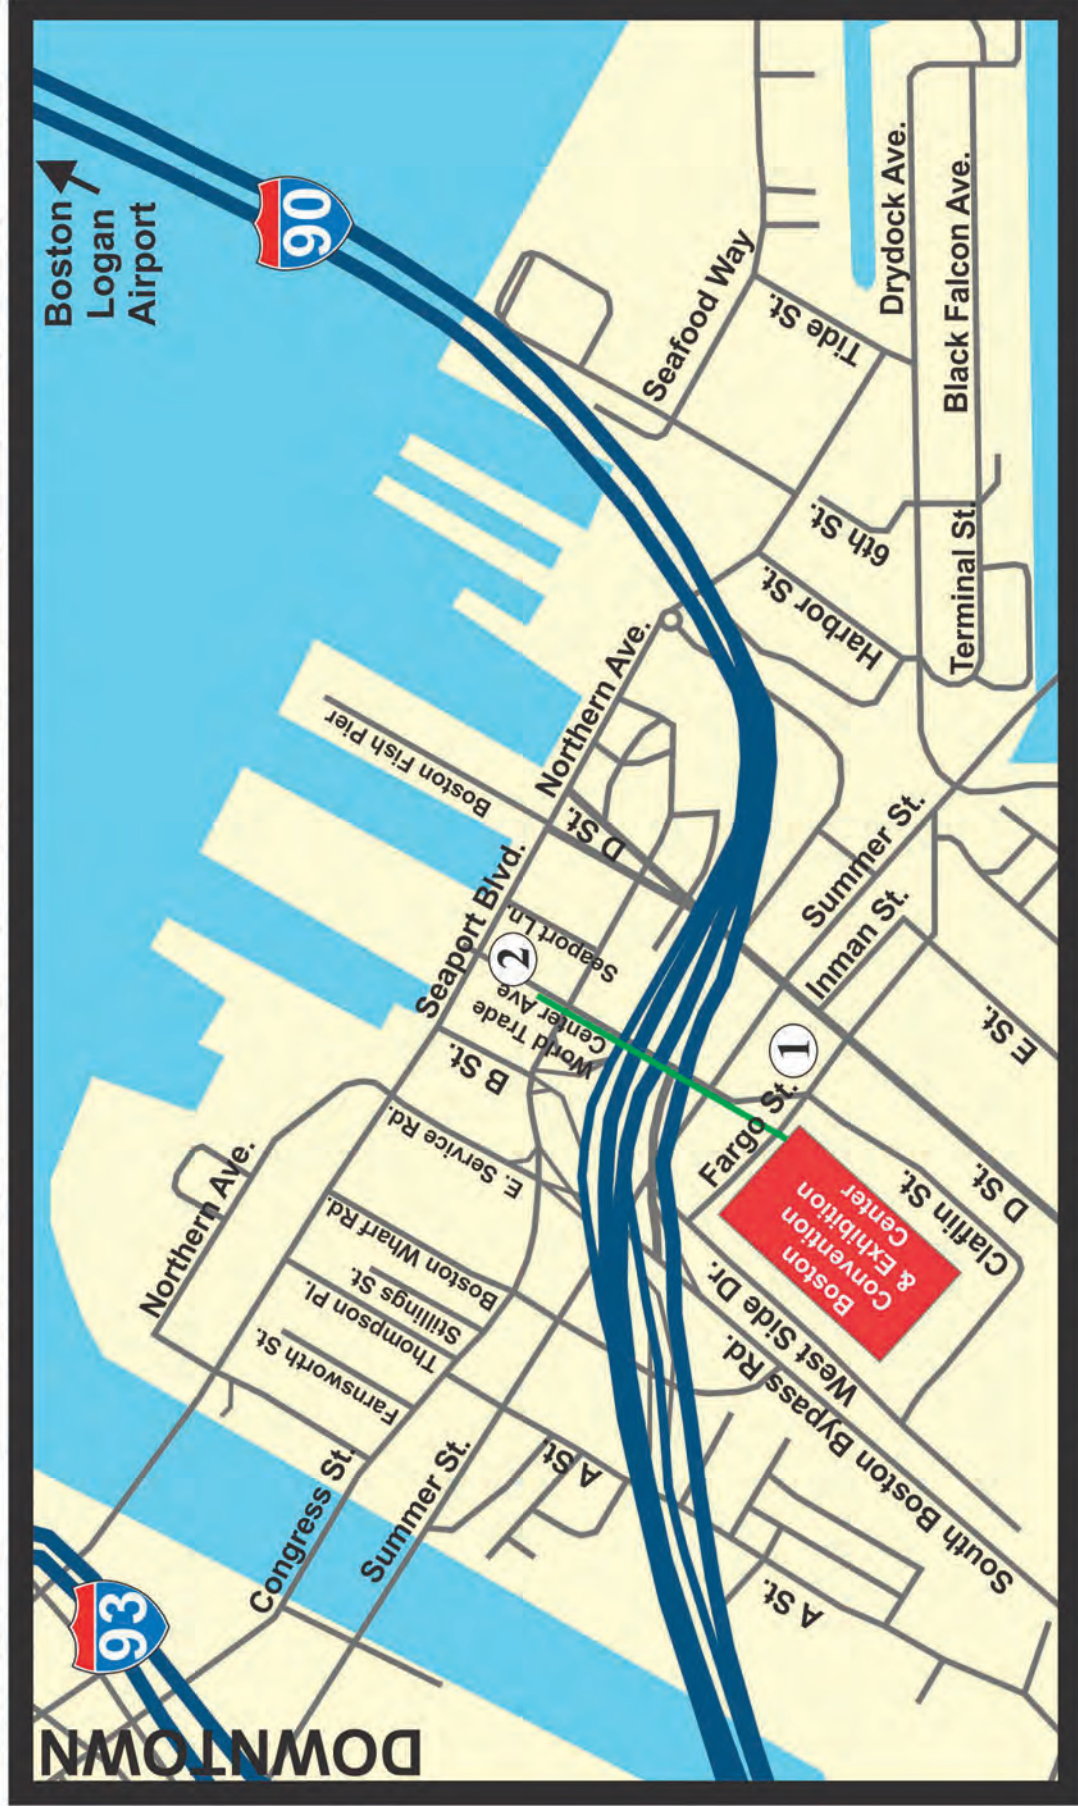 DOWNTOWN
93
Boston
Logan
Airport
90
Northern Ave.
Congress St.
Summer St.
Farnsworth St.
Thompson Pl.
Stillings St.
Boston Wharf Rd.
E. Service Rd.
B St.
Seaport Blvd.
World Trade
Center Ave
2
Seaport Ln.
Boston Fish Pier
D St.
Northern Ave.
Seafood Way
Tide St.
Drydock Ave.
Black Falcon Ave.
6th St.
Harbor St.
Terminal St.
Summer St.
Inman St.
E St.
1
Fargo St.
Boston
Convention
& Exhibition
Center
Claflin St.
D St.
West Side Dr.
South Boston Bypass Rd.
A St.
A St.